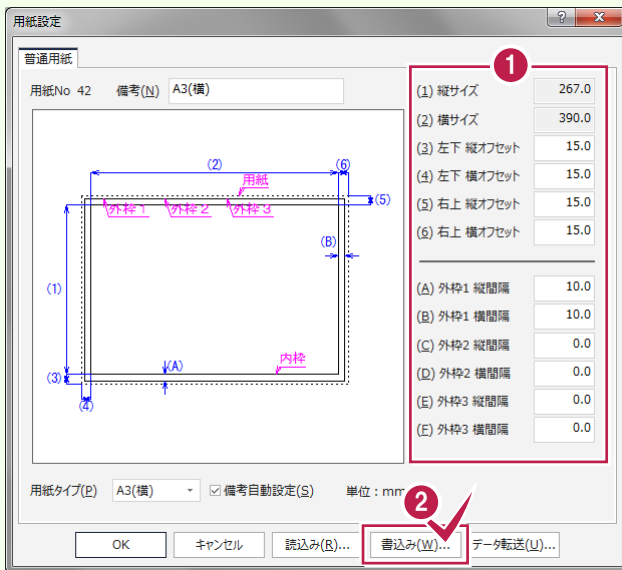 用紙設定
普通用紙
用紙No 42 備考(N) A3(横)
1
(1) 縦サイズ 267.0
(2) 横サイズ 390.0
(3) 左下 縦オフセット 15.0
(4) 左下 横オフセット 15.0
(5) 右上 縦オフセット 15.0
(6) 右上 横オフセット 15.0
(A) 外枠1 縦間隔 10.0
(B) 外枠1 横間隔 10.0
(C) 外枠2 縦間隔 0.0
(D) 外枠2 横間隔 0.0
(E) 外枠3 縦間隔 0.0
(F) 外枠3 横間隔 0.0
(2) (6)
用紙
外枠1 外枠2 外枠3 (5)
(B)
(1)
内枠
(A)
(3)
(4)
用紙タイプ(P) A3(横) 備考自動設定(S) 単位:mm
2
OK キャンセル 読込み(R)... 書込み(W)... データ転送(U)...